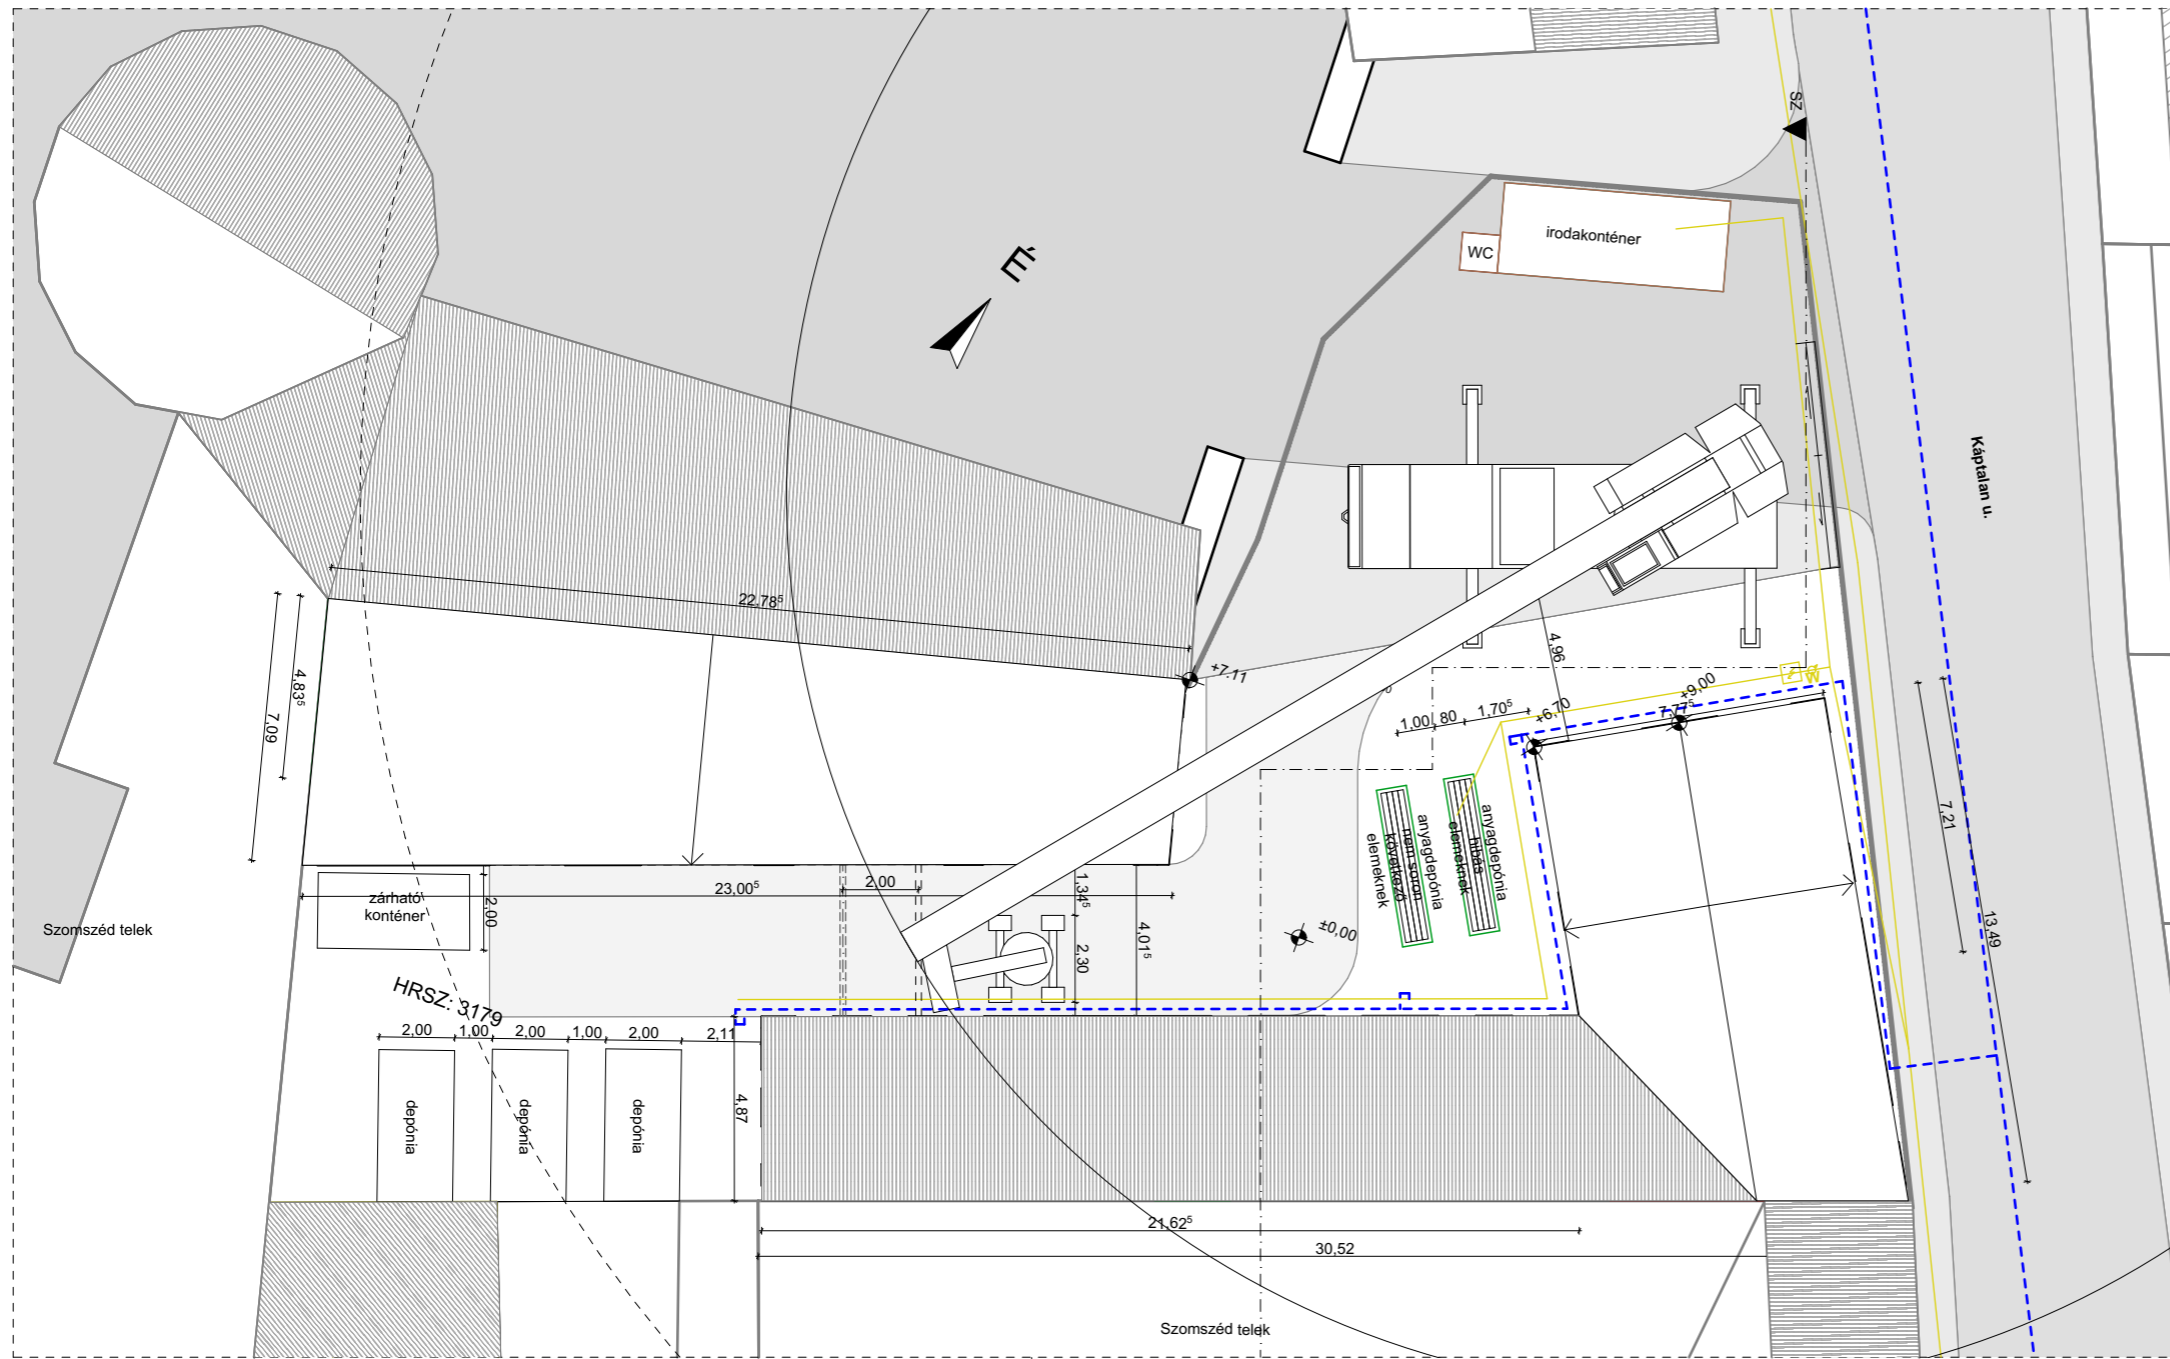 SZ
irodakonténer
WC
É
Káptalan u.
22,78⁵
4,83⁵
7,09
+7.11
4,96
+9,00
7,77⁵
+6,70
1,00
80
1,70⁵
anyagdepónia
hibás
elemeknek
anyagdepónia
nem soron
következő
elemeknek
7,21
13,49
zárható
konténer
2,00
23,00⁵
2,00
1,34⁵
2,30
4,01⁵
±0,00
Szomszéd telek
HRSZ: 3179
2,00
1,00
2,00
1,00
2,00
2,11
4,87
depónia
depónia
depónia
21,62⁵
30,52
Szomszéd telek